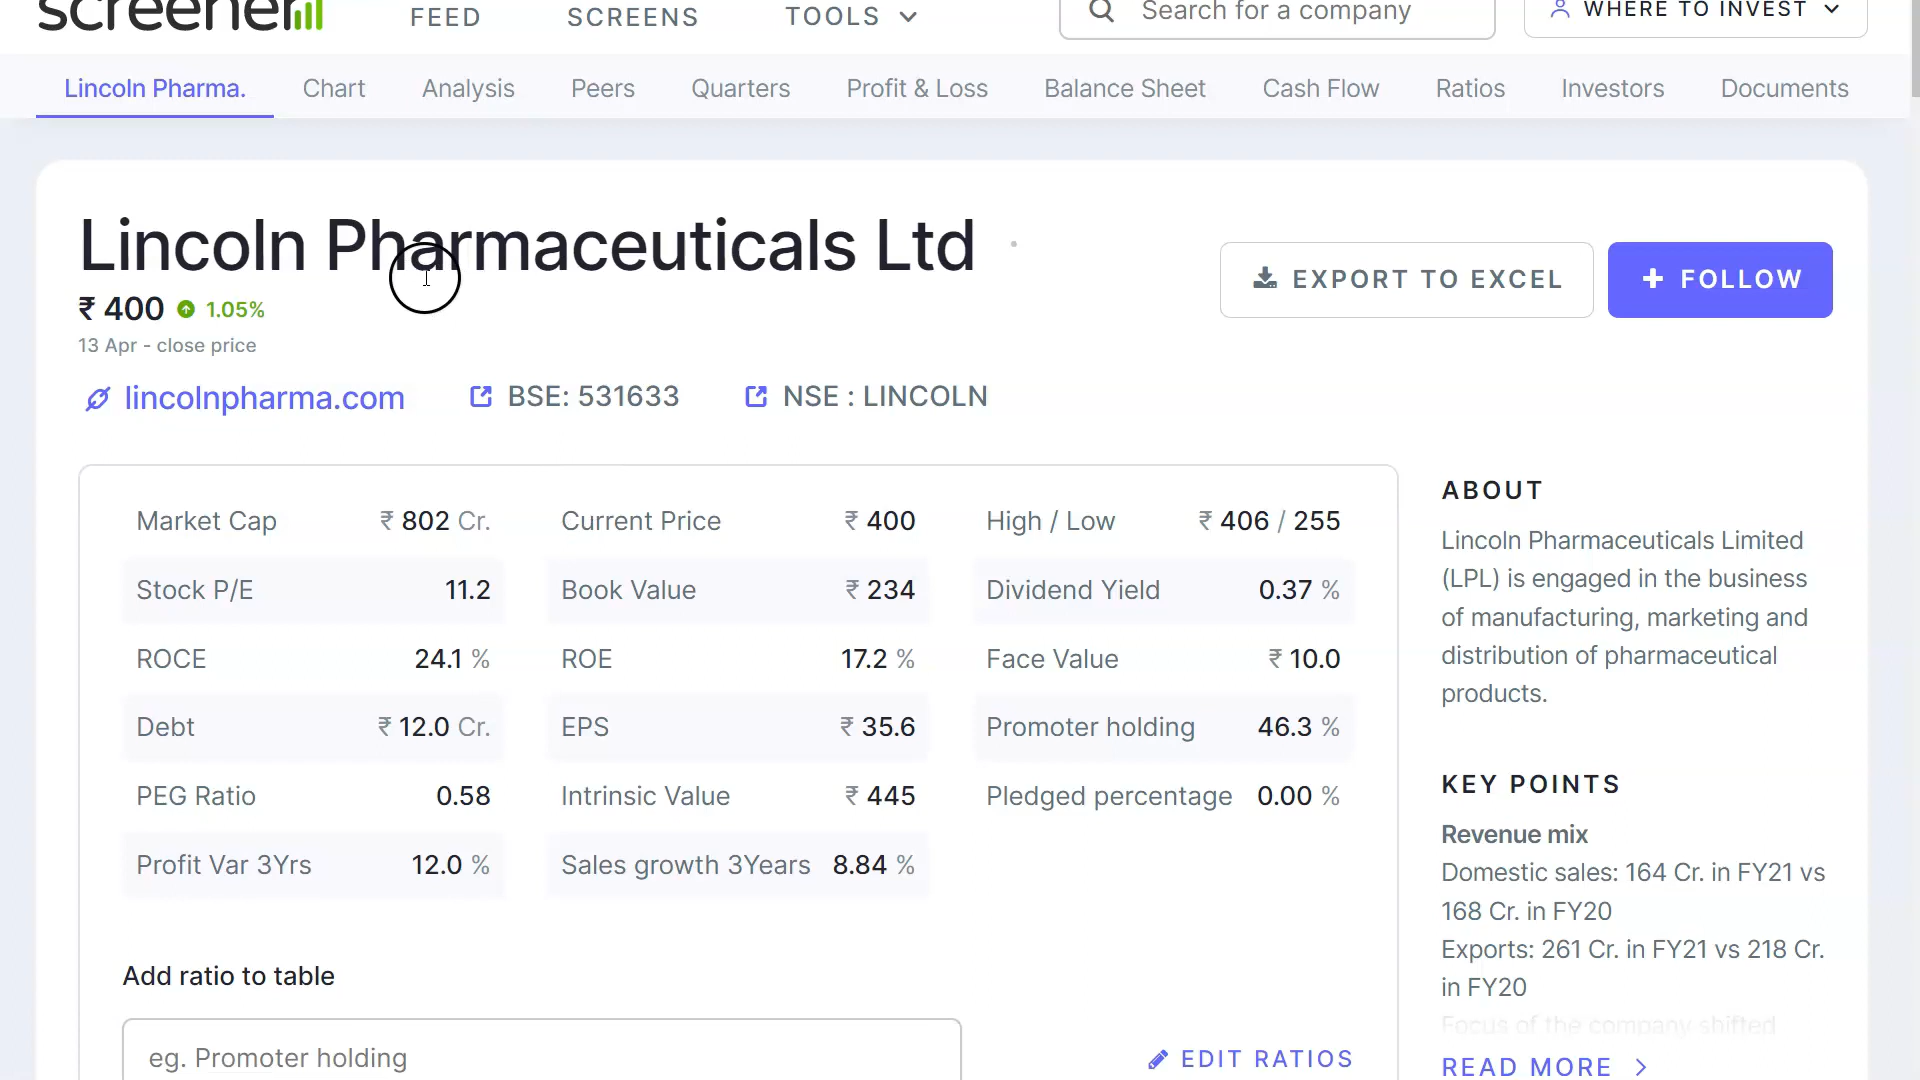 screener
FEED
SCREENS
TOOLS
Search for a company
WHERE TO INVEST
Lincoln Pharma.
Chart
Analysis
Peers
Quarters
Profit & Loss
Balance Sheet
Cash Flow
Ratios
Investors
Documents
Lincoln Pharmaceuticals Ltd
EXPORT TO EXCEL
+ FOLLOW
₹ 400 1.05%
13 Apr - close price
lincolnpharma.com
BSE: 531633
NSE : LINCOLN
Market Cap ₹ 802 Cr.
Current Price ₹ 400
High / Low ₹ 406 / 255
Stock P/E 11.2
Book Value ₹ 234
Dividend Yield 0.37 %
ROCE 24.1 %
ROE 17.2 %
Face Value ₹ 10.0
Debt ₹ 12.0 Cr.
EPS ₹ 35.6
Promoter holding 46.3 %
PEG Ratio 0.58
Intrinsic Value ₹ 445
Pledged percentage 0.00 %
Profit Var 3Yrs 12.0 %
Sales growth 3Years 8.84 %
Add ratio to table
eg. Promoter holding
EDIT RATIOS
ABOUT
Lincoln Pharmaceuticals Limited
(LPL) is engaged in the business
of manufacturing, marketing and
distribution of pharmaceutical
products.
KEY POINTS
Revenue mix
Domestic sales: 164 Cr. in FY21 vs
168 Cr. in FY20
Exports: 261 Cr. in FY21 vs 218 Cr.
in FY20
Focus of the company shifted
READ MORE